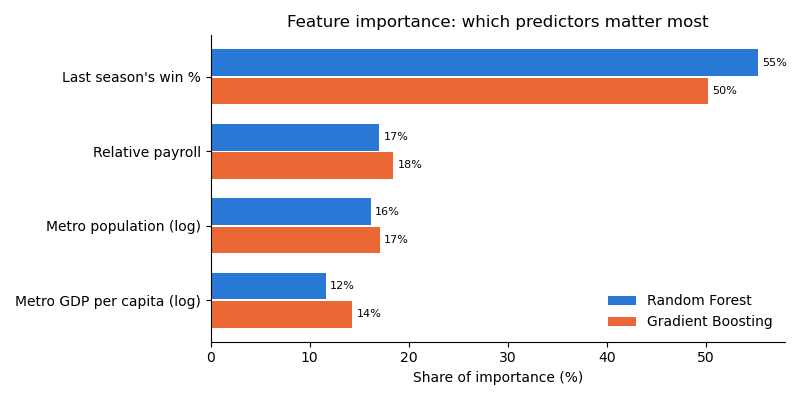 Feature importance: which predictors matter most
Last season's win %
55%
50%
Relative payroll
17%
18%
Metro population (log)
16%
17%
Metro GDP per capita (log)
12%
14%
Random Forest
Gradient Boosting
0 10 20 30 40 50
Share of importance (%)